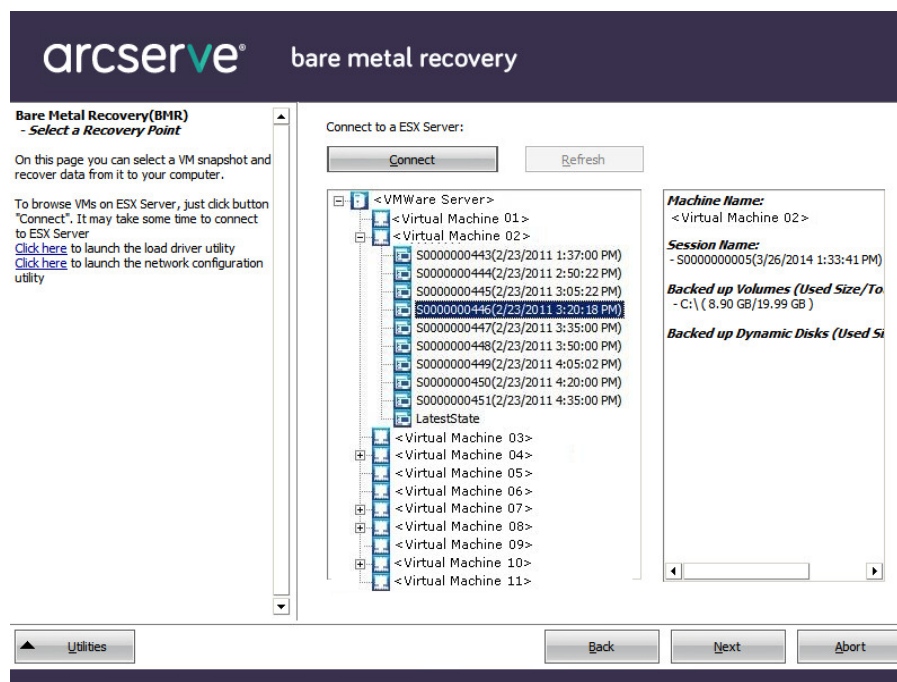 arcserve® bare metal recovery
Bare Metal Recovery(BMR)
- Select a Recovery Point
On this page you can select a VM snapshot and
recover data from it to your computer.
To browse VMs on ESX Server, just click button
"Connect". It may take some time to connect
to ESX Server
Click here to launch the load driver utility
Click here to launch the network configuration
utility
Connect to a ESX Server:
Connect Refresh
<VMWare Server>
<Virtual Machine 01>
<Virtual Machine 02>
S0000000443(2/23/2011 1:37:00 PM)
S0000000444(2/23/2011 2:50:22 PM)
S0000000445(2/23/2011 3:05:22 PM)
S0000000446(2/23/2011 3:20:18 PM)
S0000000447(2/23/2011 3:35:00 PM)
S0000000448(2/23/2011 3:50:00 PM)
S0000000449(2/23/2011 4:05:02 PM)
S0000000450(2/23/2011 4:20:00 PM)
S0000000451(2/23/2011 4:35:00 PM)
LatestState
<Virtual Machine 03>
<Virtual Machine 04>
<Virtual Machine 05>
<Virtual Machine 06>
<Virtual Machine 07>
<Virtual Machine 08>
<Virtual Machine 09>
<Virtual Machine 10>
<Virtual Machine 11>
Machine Name:
<Virtual Machine 02>
Session Name:
- S0000000005(3/26/2014 1:33:41 PM)
Backed up Volumes (Used Size/To
- C:\ ( 8.90 GB/19.99 GB )
Backed up Dynamic Disks (Used Si
Utilities Back Next Abort